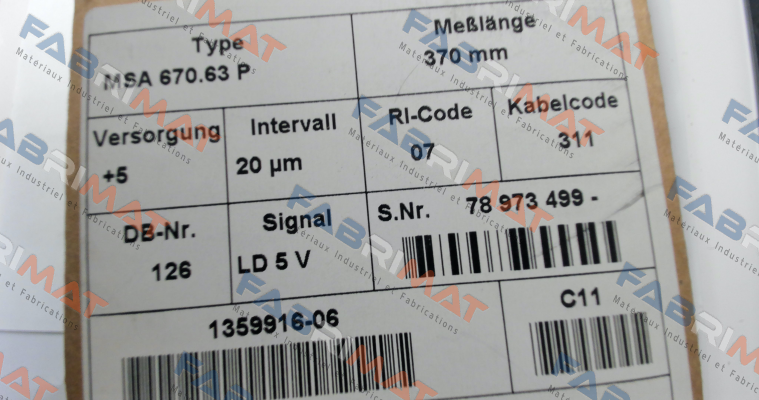 Type
MSA 670.63 P
Meßlänge
370 mm
Versorgung
+5
Intervall
20 µm
RI-Code
07
Kabelcode
311
DB-Nr.
126
Signal
LD 5 V
S.Nr. 78 973 499 -
1359916-06
C11
FABRIMAT
Materiaux Industriel et Fabrications